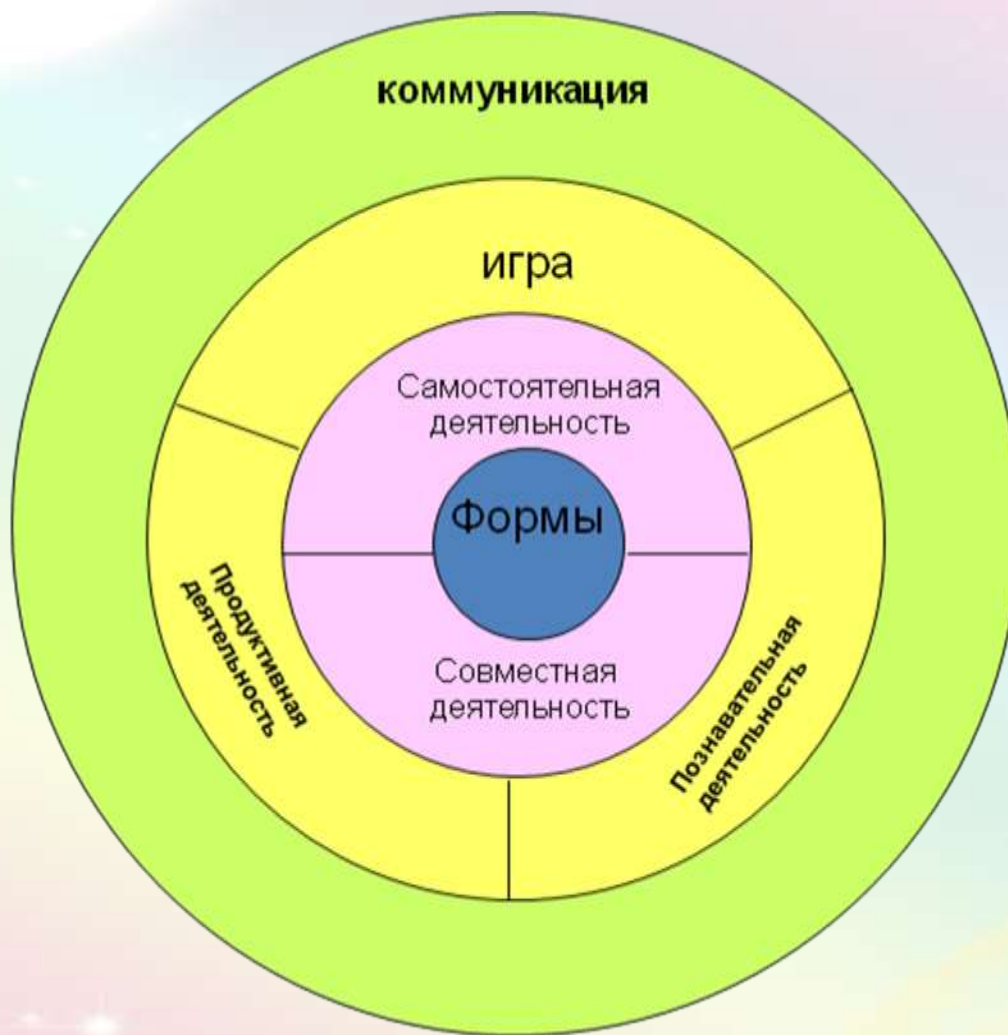 коммуникация
игра
Самостоятельная
деятельность
Формы
Продуктивная
деятельность
Совместная
деятельность
Познавательная
деятельность